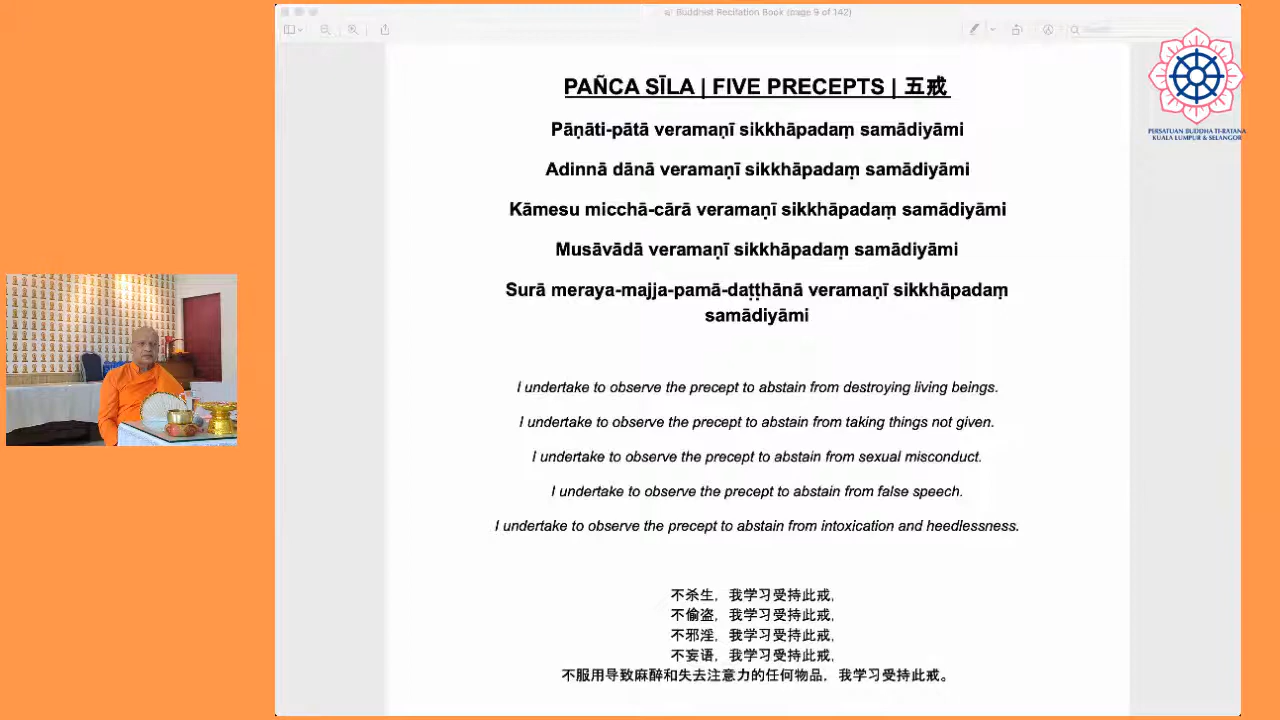 Buddhist Recitation Book (page 9 of 142)
PAÑCA SĪLA | FIVE PRECEPTS | 五戒
Pāṇāti-pātā veramaṇī sikkhāpadaṃ samādiyāmi
Adinnā dānā veramaṇī sikkhāpadaṃ samādiyāmi
Kāmesu micchā-cārā veramaṇī sikkhāpadaṃ samādiyāmi
Musāvādā veramaṇī sikkhāpadaṃ samādiyāmi
Surā meraya-majja-pamā-daṭṭhānā veramaṇī sikkhāpadaṃ
samādiyāmi
I undertake to observe the precept to abstain from destroying living beings.
I undertake to observe the precept to abstain from taking things not given.
I undertake to observe the precept to abstain from sexual misconduct.
I undertake to observe the precept to abstain from false speech.
I undertake to observe the precept to abstain from intoxication and heedlessness.
不杀生，我学习受持此戒，
不偷盗，我学习受持此戒，
不邪淫，我学习受持此戒，
不妄语，我学习受持此戒，
不服用导致麻醉和失去注意力的任何物品，我学习受持此戒。
PERSATUAN BUDDHA TI-RATANA
KUALA LUMPUR & SELANGOR